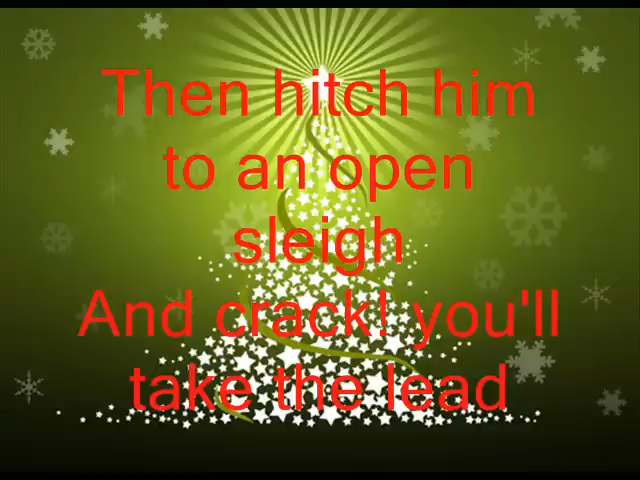 Then hitch him
to an open
sleigh
And crack! you'll
take the lead